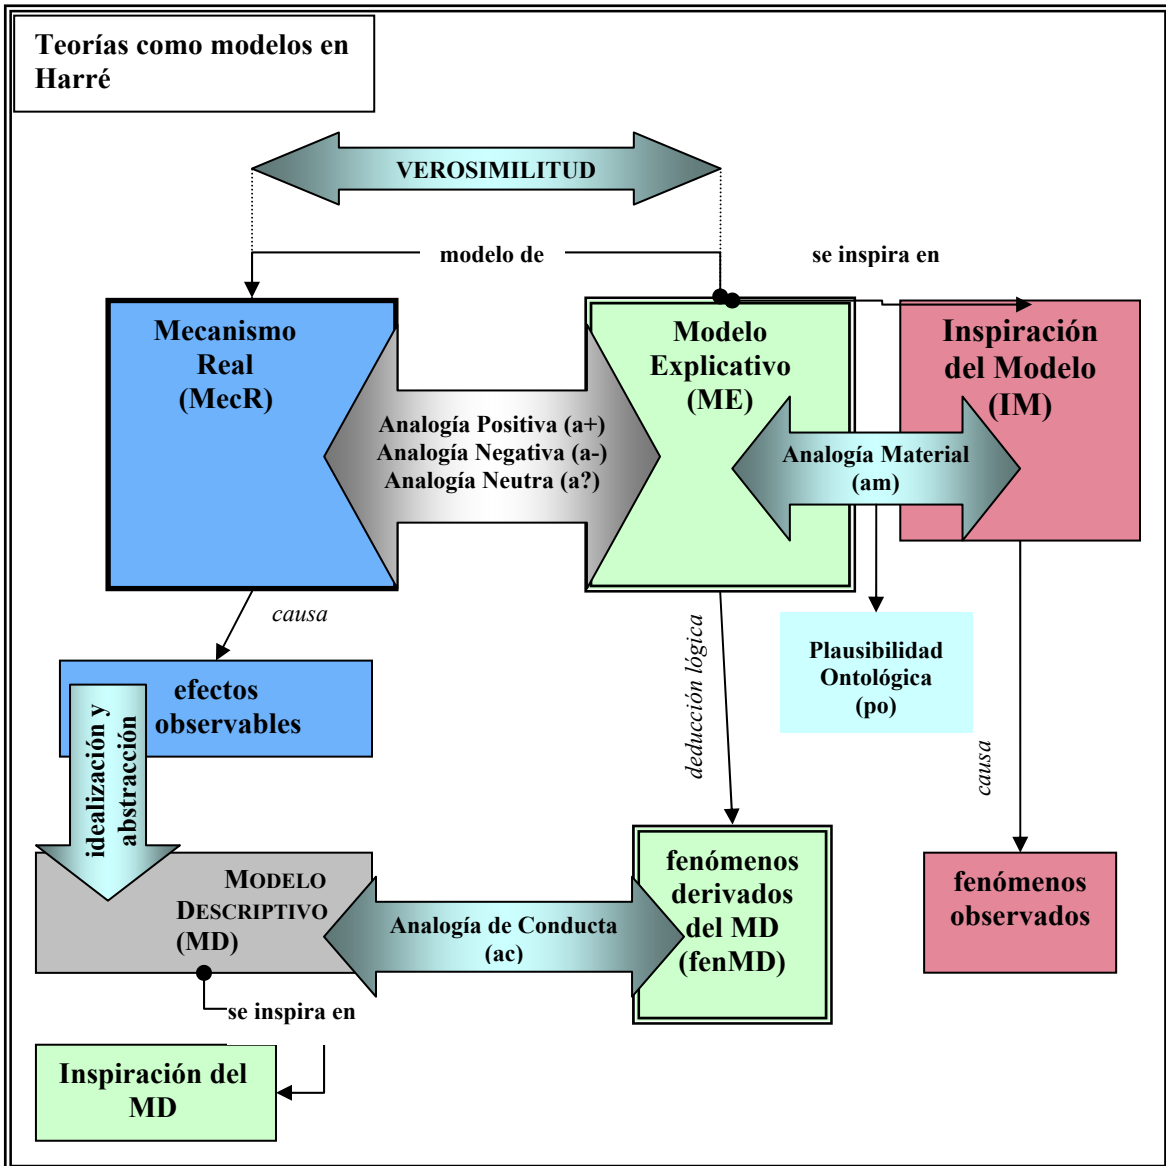 Teorías como modelos en
Harré
VEROSIMILITUD
modelo de
se inspira en
Mecanismo
Real
(MecR)
Modelo
Explicativo
(ME)
Inspiración
del Modelo
(IM)
Analogía Positiva (a+)
Analogía Negativa (a-)
Analogía Neutra (a?)
Analogía Material
(am)
causa
deducción lógica
Plausibilidad
Ontológica
(po)
causa
efectos
observables
idealización y
abstracción
MODELO
DESCRIPTIVO
(MD)
Analogía de Conducta
(ac)
fenómenos
derivados
del MD
(fenMD)
fenómenos
observados
se inspira en
Inspiración del
MD